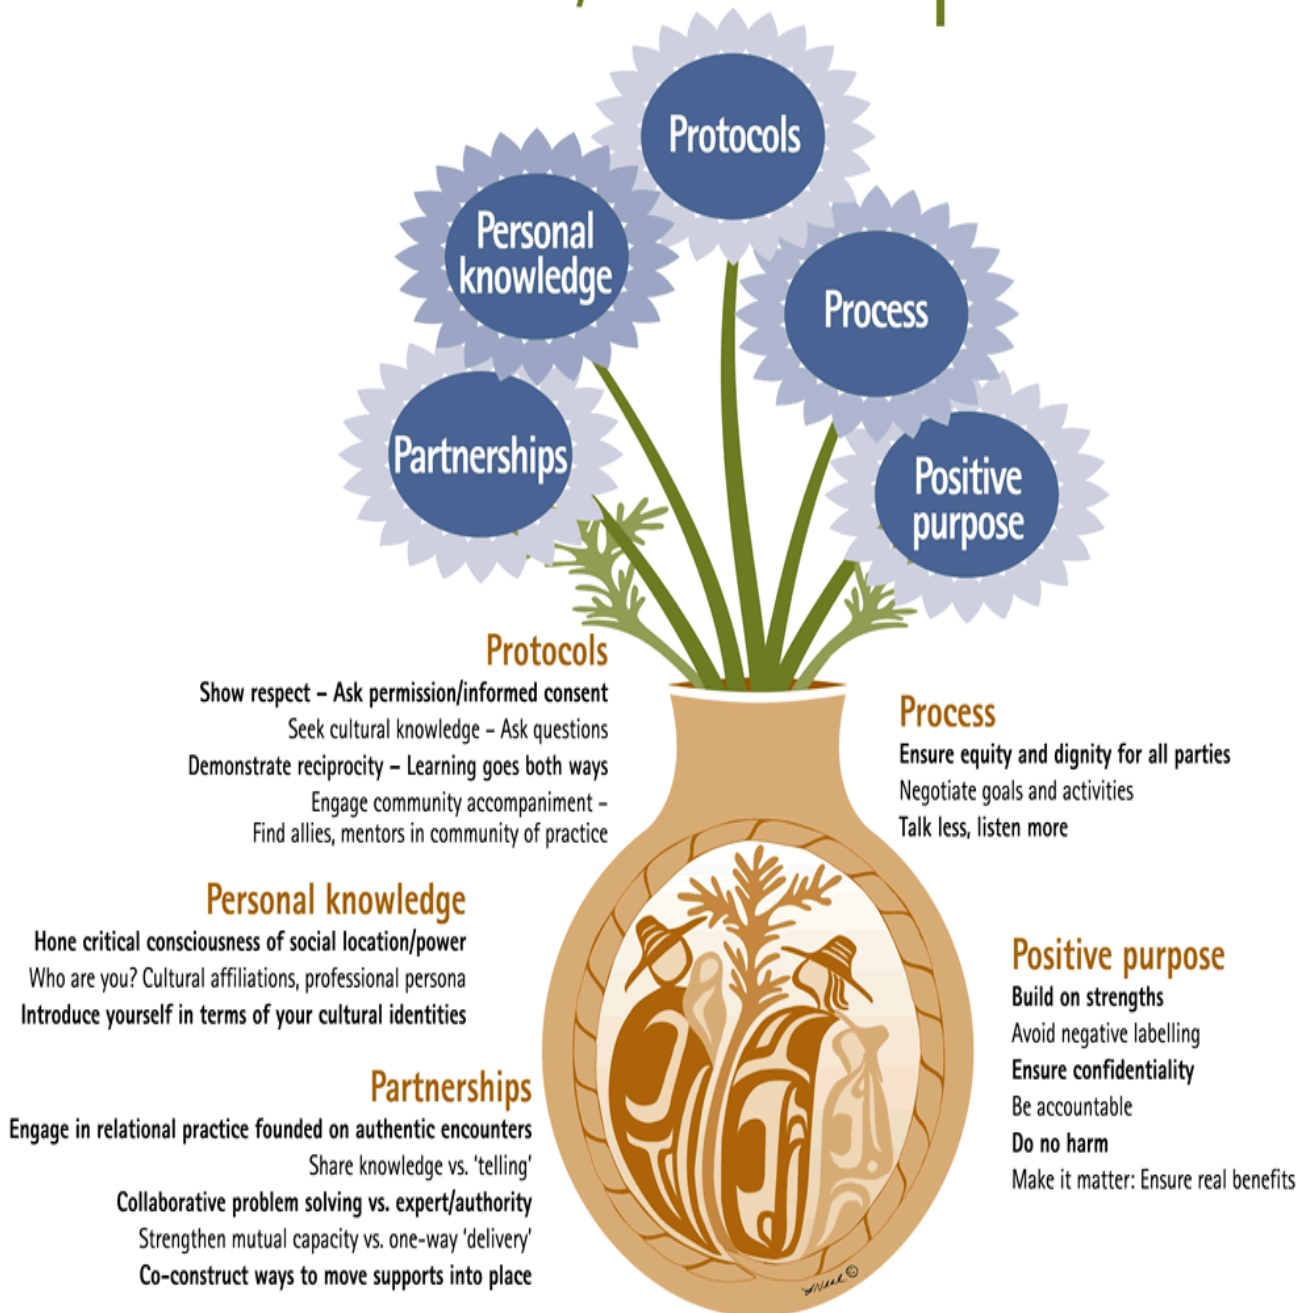 Protocols
Personal
knowledge
Process
Partnerships
Positive
purpose
Protocols
Show respect – Ask permission/informed consent
Seek cultural knowledge – Ask questions
Demonstrate reciprocity – Learning goes both ways
Engage community accompaniment –
Find allies, mentors in community of practice
Personal knowledge
Hone critical consciousness of social location/power
Who are you? Cultural affiliations, professional persona
Introduce yourself in terms of your cultural identities
Partnerships
Engage in relational practice founded on authentic encounters
Share knowledge vs. ‘telling’
Collaborative problem solving vs. expert/authority
Strengthen mutual capacity vs. one-way ‘delivery’
Co-construct ways to move supports into place
Process
Ensure equity and dignity for all parties
Negotiate goals and activities
Talk less, listen more
Positive purpose
Build on strengths
Avoid negative labelling
Ensure confidentiality
Be accountable
Do no harm
Make it matter: Ensure real benefits